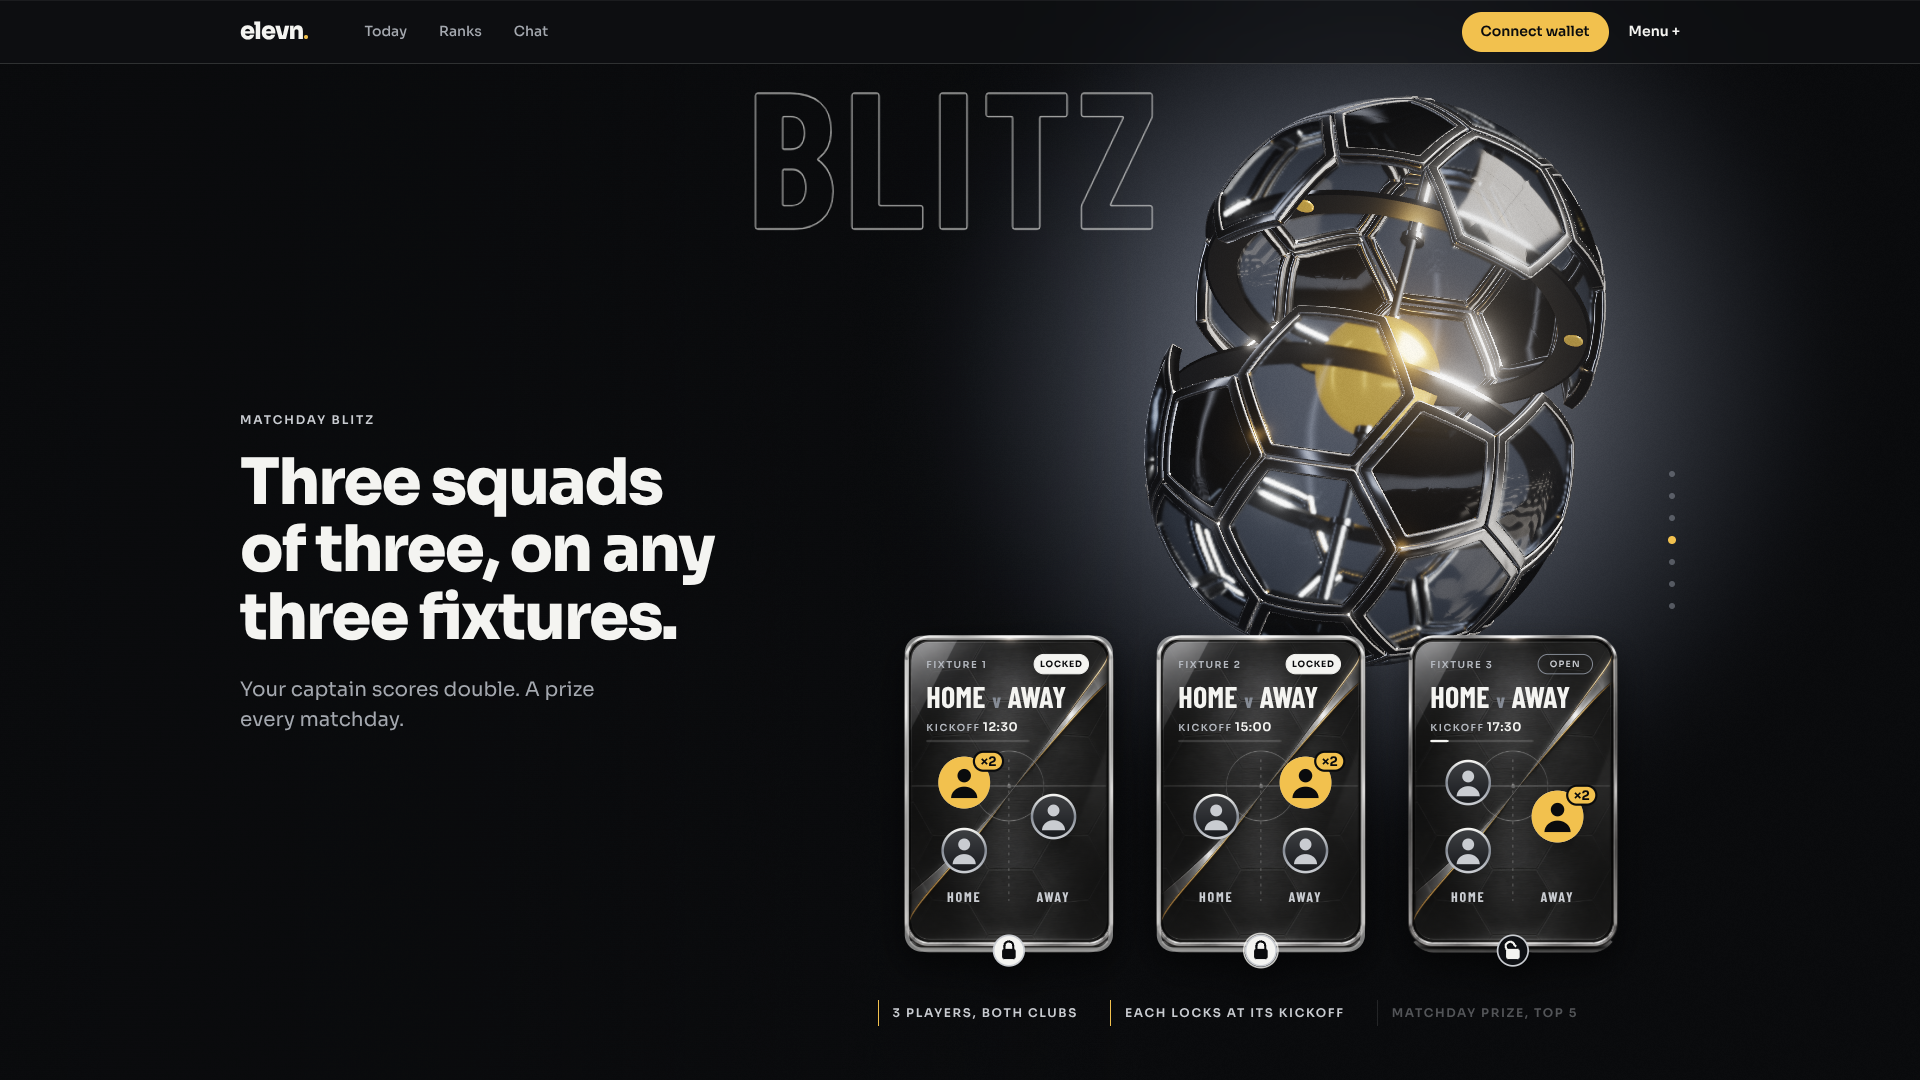 elevn.
Today
Ranks
Chat
Connect wallet
Menu +
BLITZ
MATCHDAY BLITZ
Three squads
of three, on any
three fixtures.
Your captain scores double. A prize
every matchday.
FIXTURE 1
LOCKED
HOME v AWAY
KICKOFF 12:30
×2
HOME
AWAY
FIXTURE 2
LOCKED
HOME v AWAY
KICKOFF 15:00
×2
HOME
AWAY
FIXTURE 3
OPEN
HOME v AWAY
KICKOFF 17:30
×2
HOME
AWAY
3 PLAYERS, BOTH CLUBS
EACH LOCKS AT ITS KICKOFF
MATCHDAY PRIZE, TOP 5